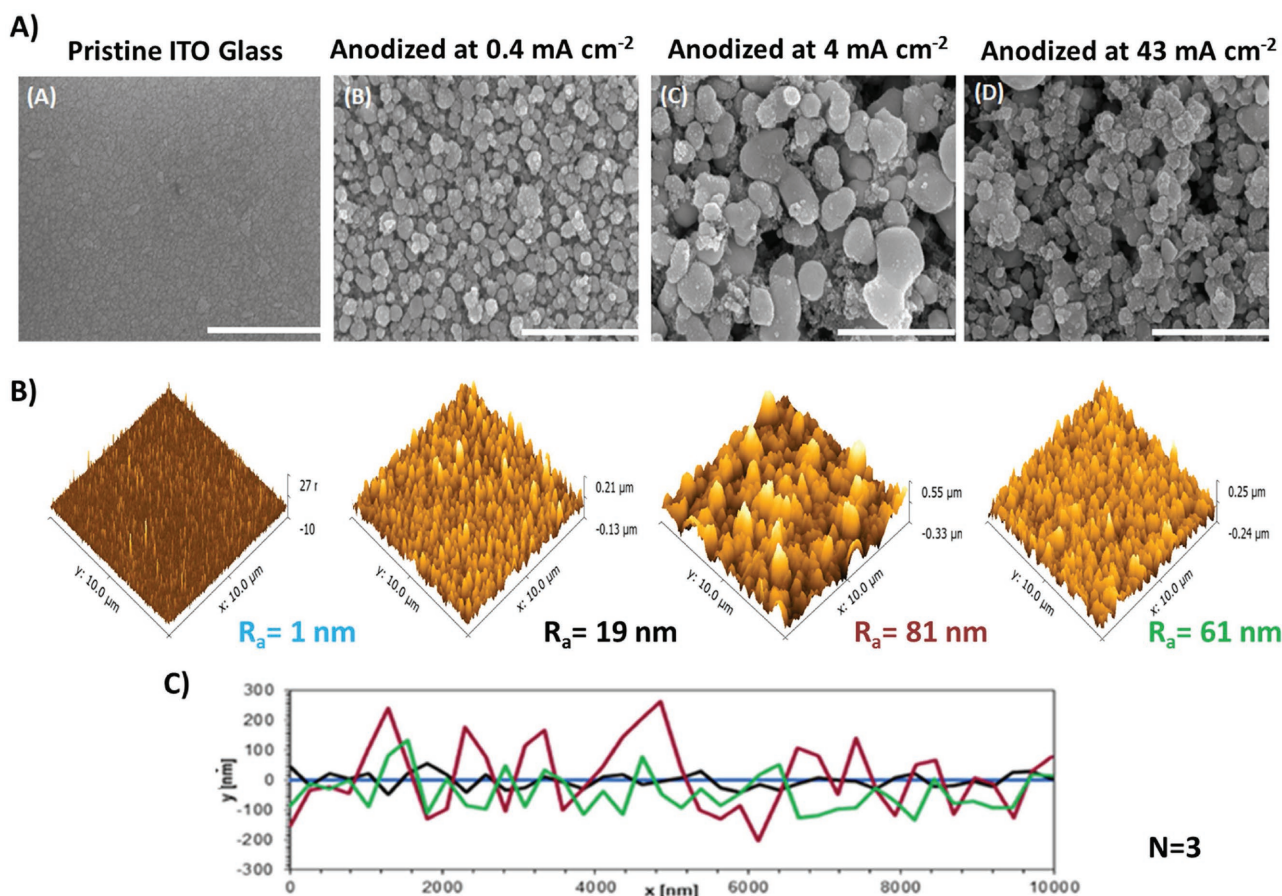 A)
Pristine ITO Glass
Anodized at 0.4 mA cm⁻²
Anodized at 4 mA cm⁻²
Anodized at 43 mA cm⁻²
(A)
(B)
(C)
(D)
B)
27 r
-10
y: 10.0 µm
x: 10.0 µm
Rₐ= 1 nm
0.21 µm
-0.13 µm
y: 10.0 µm
x: 10.0 µm
Rₐ= 19 nm
0.55 µm
-0.33 µm
y: 10.0 µm
x: 10.0 µm
Rₐ= 81 nm
0.25 µm
-0.24 µm
y: 10.0 µm
x: 10.0 µm
Rₐ= 61 nm
C)
300
200
100
0
-100
-200
-300
y [nm]
0
2000
4000
6000
8000
10000
x [nm]
N=3